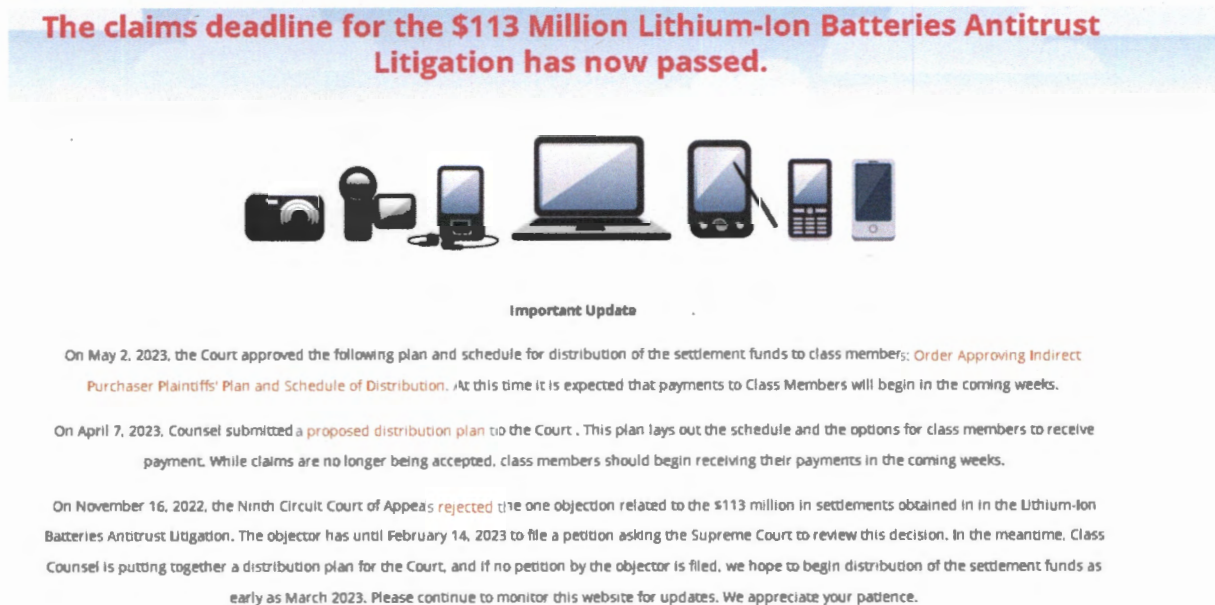 The claims deadline for the $113 Million Lithium-Ion Batteries Antitrust
Litigation has now passed.
Important Update
On May 2, 2023, the Court approved the following plan and schedule for distribution of the settlement funds to class members: Order Approving Indirect
Purchaser Plaintiffs' Plan and Schedule of Distribution. At this time it is expected that payments to Class Members will begin in the coming weeks.
On April 7, 2023, Counsel submitted a proposed distribution plan to the Court . This plan lays out the schedule and the options for class members to receive
payment. While claims are no longer being accepted, class members should begin receiving their payments in the coming weeks.
On November 16, 2022, the Ninth Circuit Court of Appeas rejected the one objection related to the $113 million in settlements obtained in in the Lithium-Ion
Batteries Antitrust Litigation. The objector has until February 14, 2023 to file a petition asking the Supreme Court to review this decision. In the meantime, Class
Counsel is putting together a distribution plan for the Court, and if no petition by the objector is filed, we hope to begin distribution of the settlement funds as
early as March 2023. Please continue to monitor this website for updates. We appreciate your patience.